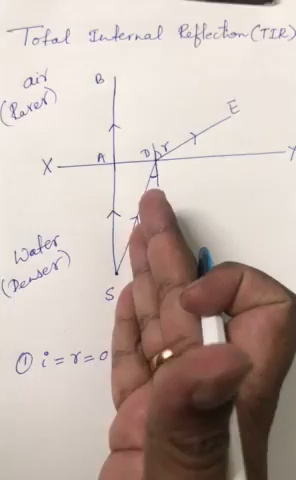 Total Internal Reflection (TIR)
air
(Rarer)
B
E
X
A
D
r
Y
Water
(Denser)
S
① i = r = 0